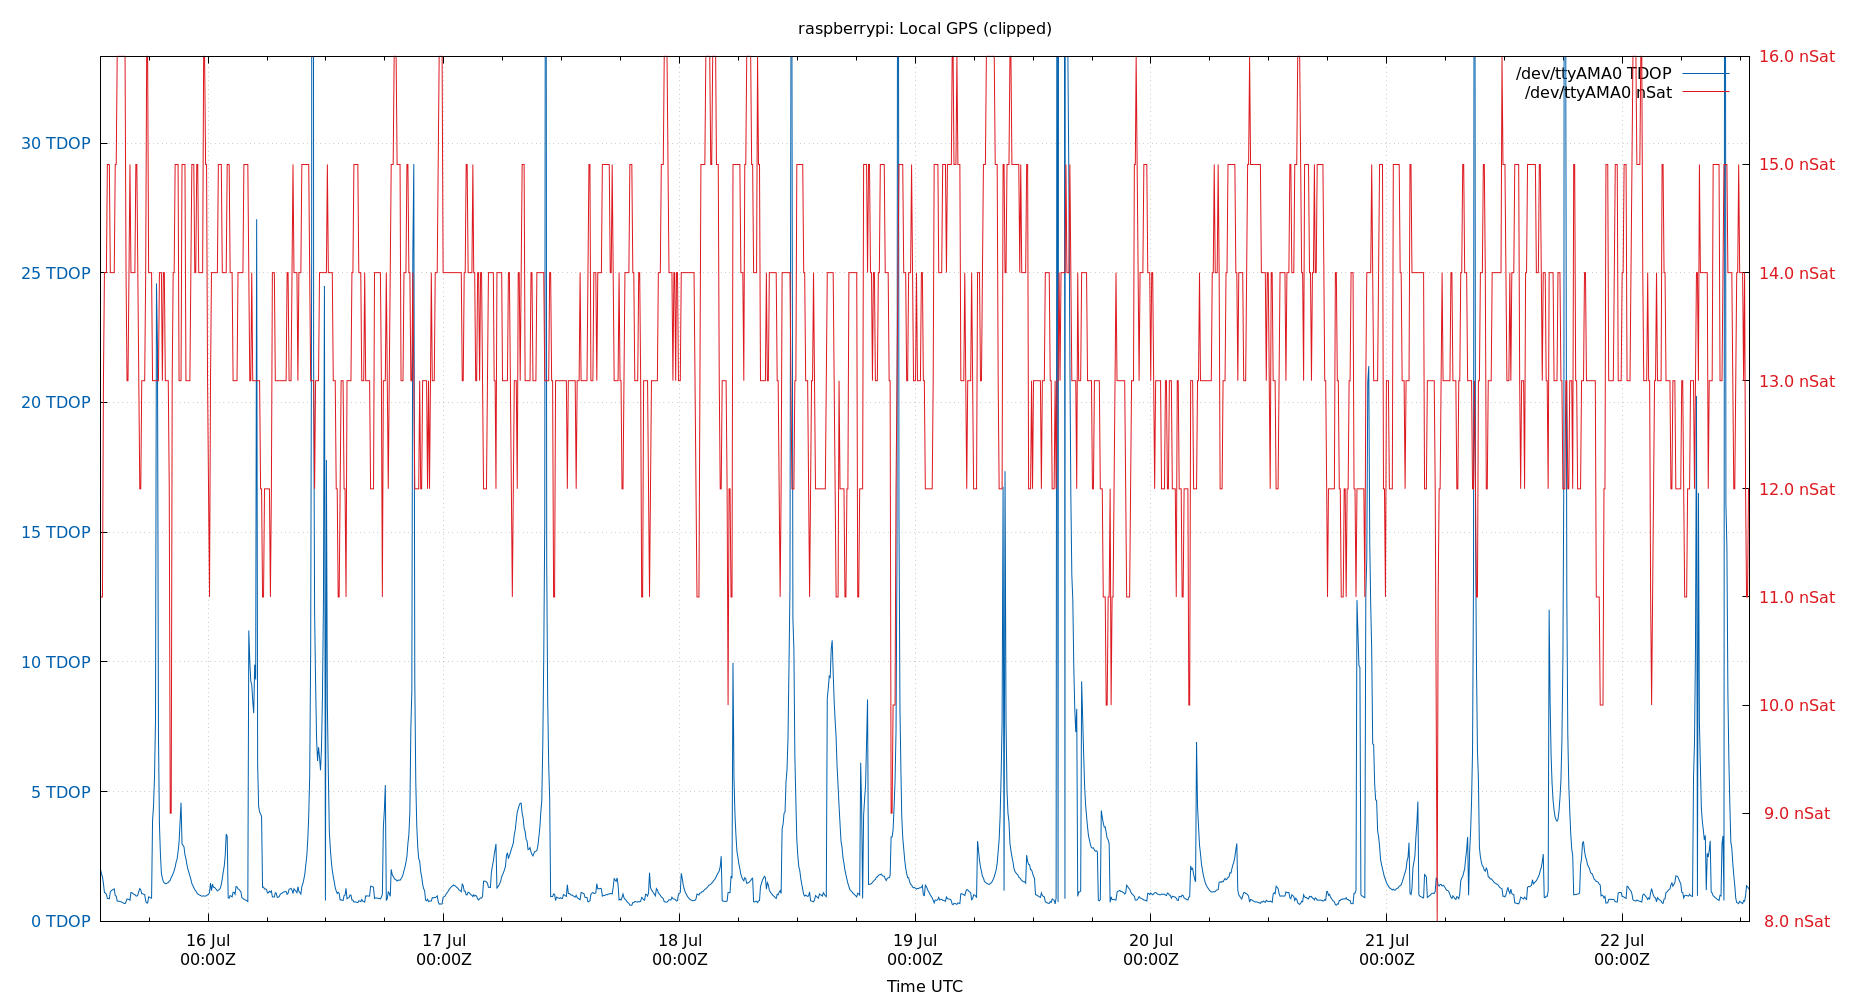 raspberrypi: Local GPS (clipped)
/dev/ttyAMA0 TDOP
/dev/ttyAMA0 nSat
30 TDOP
25 TDOP
20 TDOP
15 TDOP
10 TDOP
5 TDOP
0 TDOP
16.0 nSat
15.0 nSat
14.0 nSat
13.0 nSat
12.0 nSat
11.0 nSat
10.0 nSat
9.0 nSat
8.0 nSat
16 Jul
00:00Z
17 Jul
00:00Z
18 Jul
00:00Z
19 Jul
00:00Z
20 Jul
00:00Z
21 Jul
00:00Z
22 Jul
00:00Z
Time UTC